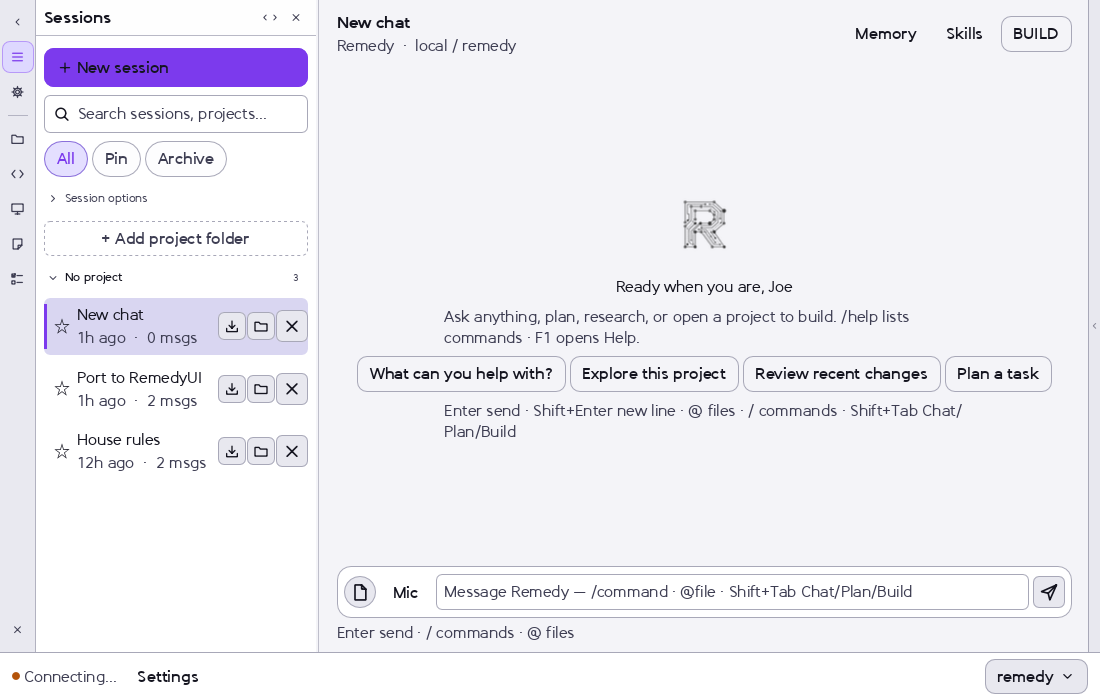 Sessions
+ New session
Search sessions, projects...
All
Pin
Archive
Session options
+ Add project folder
No project
3
New chat
1h ago · 0 msgs
Port to RemedyUI
1h ago · 2 msgs
House rules
12h ago · 2 msgs
New chat
Remedy · local / remedy
Memory
Skills
BUILD
R
Ready when you are, Joe
Ask anything, plan, research, or open a project to build. /help lists
commands · F1 opens Help.
What can you help with?
Explore this project
Review recent changes
Plan a task
Enter send · Shift+Enter new line · @ files · / commands · Shift+Tab Chat/
Plan/Build
Mic
Message Remedy — /command · @file · Shift+Tab Chat/Plan/Build
Enter send · / commands · @ files
Connecting...
Settings
remedy